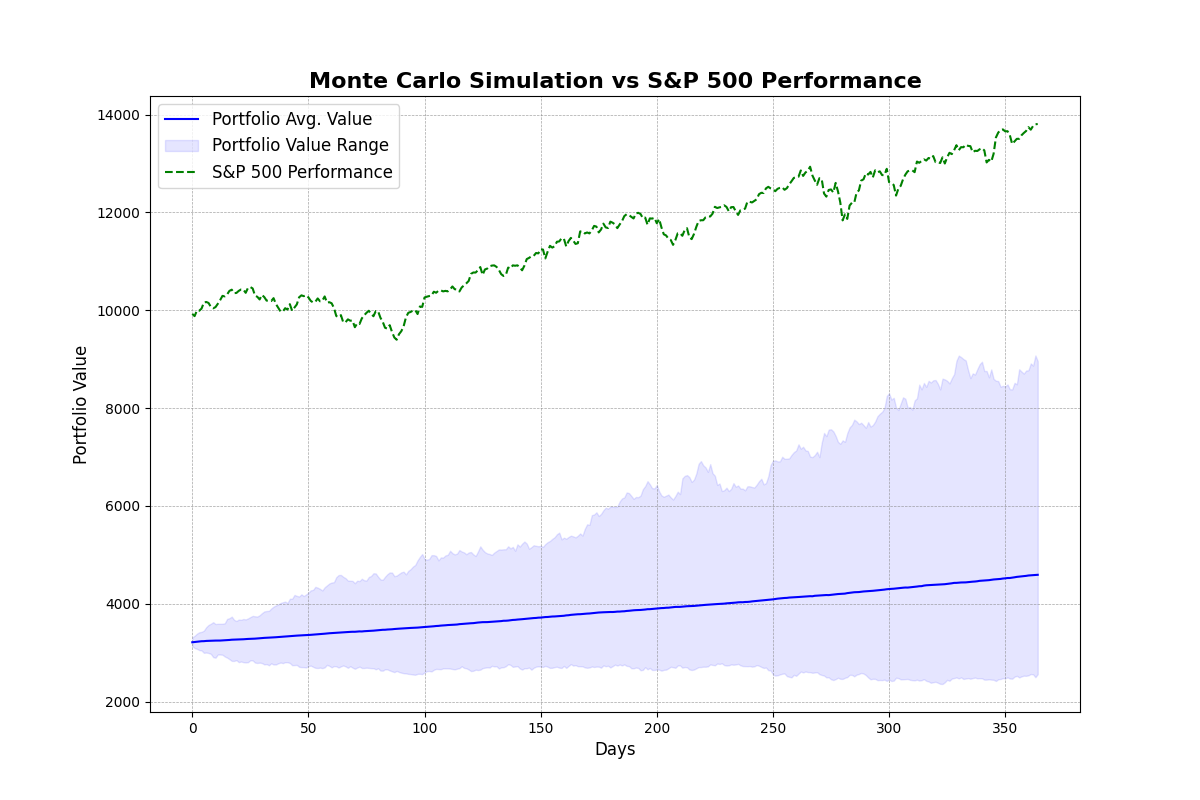 Monte Carlo Simulation vs S&P 500 Performance
Portfolio Avg. Value
Portfolio Value Range
S&P 500 Performance
Portfolio Value
14000
12000
10000
8000
6000
4000
2000
0 50 100 150 200 250 300 350
Days